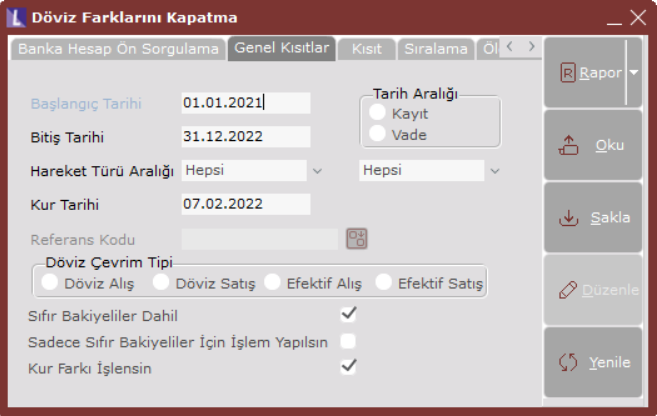 Döviz Farklarını Kapatma
Banka Hesap Ön Sorgulama Genel Kısıtlar Kısıt Sıralama
Başlangıç Tarihi 01.01.2021
Bitiş Tarihi 31.12.2022
Tarih Aralığı
Kayıt
Vade
Hareket Türü Aralığı Hepsi Hepsi
Kur Tarihi 07.02.2022
Referans Kodu
Döviz Çevrim Tipi
Döviz Alış Döviz Satış Efektif Alış Efektif Satış
Sıfır Bakiyeliler Dahil
Sadece Sıfır Bakiyeliler İçin İşlem Yapılsın
Kur Farkı İşlensin
R Rapor
Oku
Sakla
Düzenle
Yenile